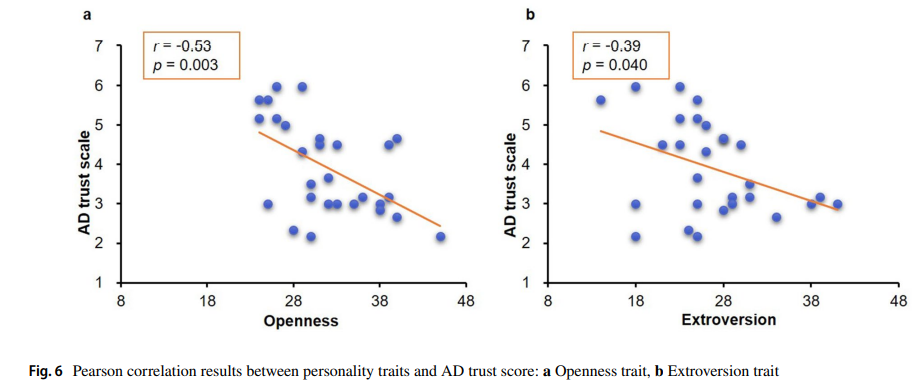 a
r = -0.53
p = 0.003
7
6
5
4
3
2
1
AD trust scale
8 18 28 38 48
Openness
b
r = -0.39
p = 0.040
7
6
5
4
3
2
1
AD trust scale
8 18 28 38 48
Extroversion
Fig. 6 Pearson correlation results between personality traits and AD trust score: a Openness trait, b Extroversion trait